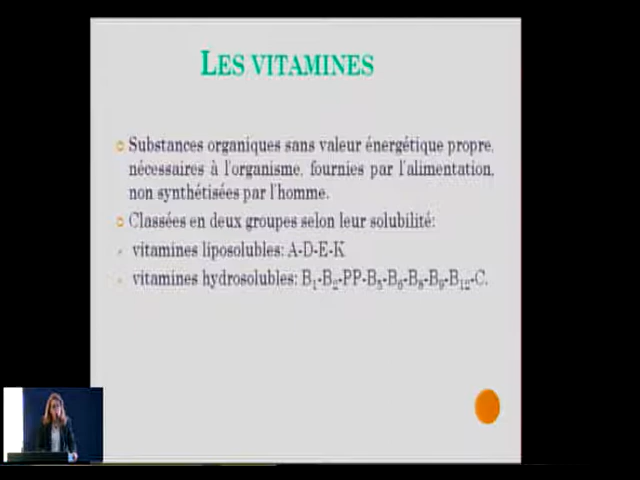 LES VITAMINES
Substances organiques sans valeur énergétique propre,
nécessaires à l'organisme, fournies par l'alimentation,
non synthétisées par l'homme.
Classées en deux groupes selon leur solubilité:
vitamines liposolubles: A-D-E-K
vitamines hydrosolubles: B₁-B₂-PP-B₅-B₆-B₈-B₉-B₁₂-C.